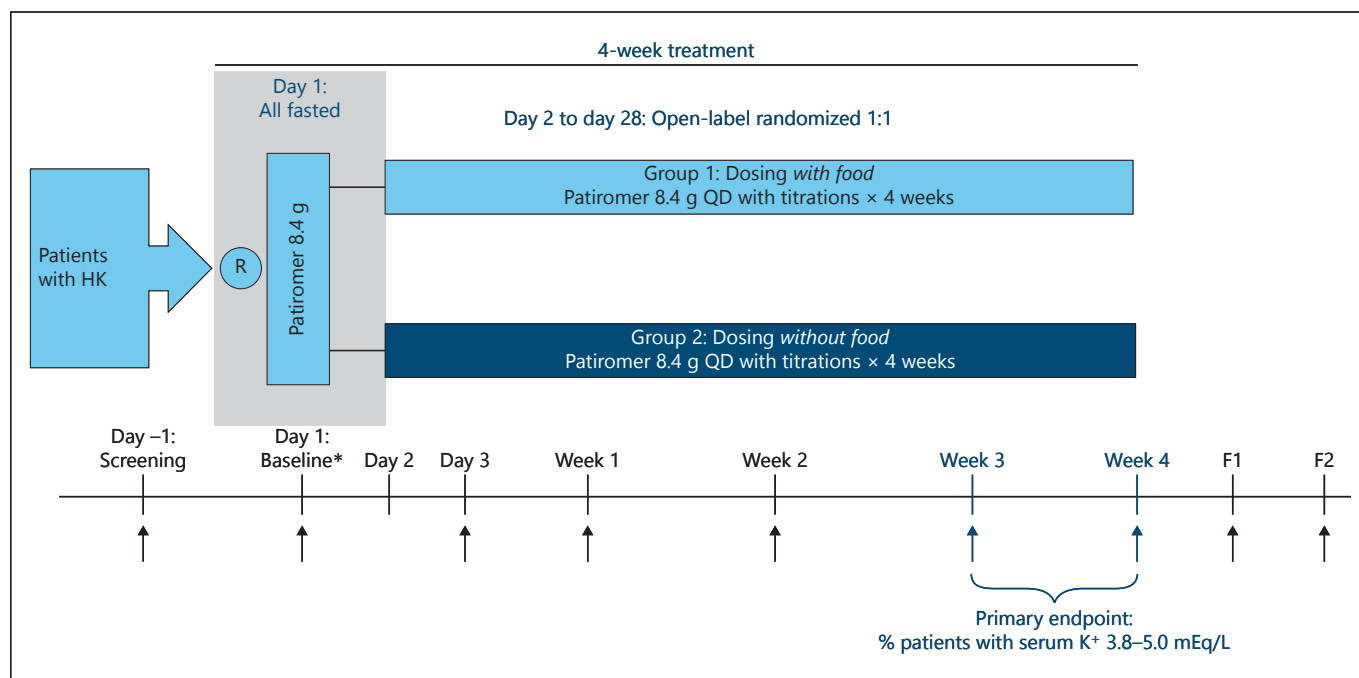 4-week treatment
Day 1:
All fasted
Day 2 to day 28: Open-label randomized 1:1
Group 1: Dosing with food
Patiromer 8.4 g QD with titrations × 4 weeks
Patients
with HK
R
Patiromer 8.4 g
Group 2: Dosing without food
Patiromer 8.4 g QD with titrations × 4 weeks
Day –1:
Screening
Day 1:
Baseline*
Day 2
Day 3
Week 1
Week 2
Week 3
Week 4
F1
F2
Primary endpoint:
% patients with serum K⁺ 3.8–5.0 mEq/L